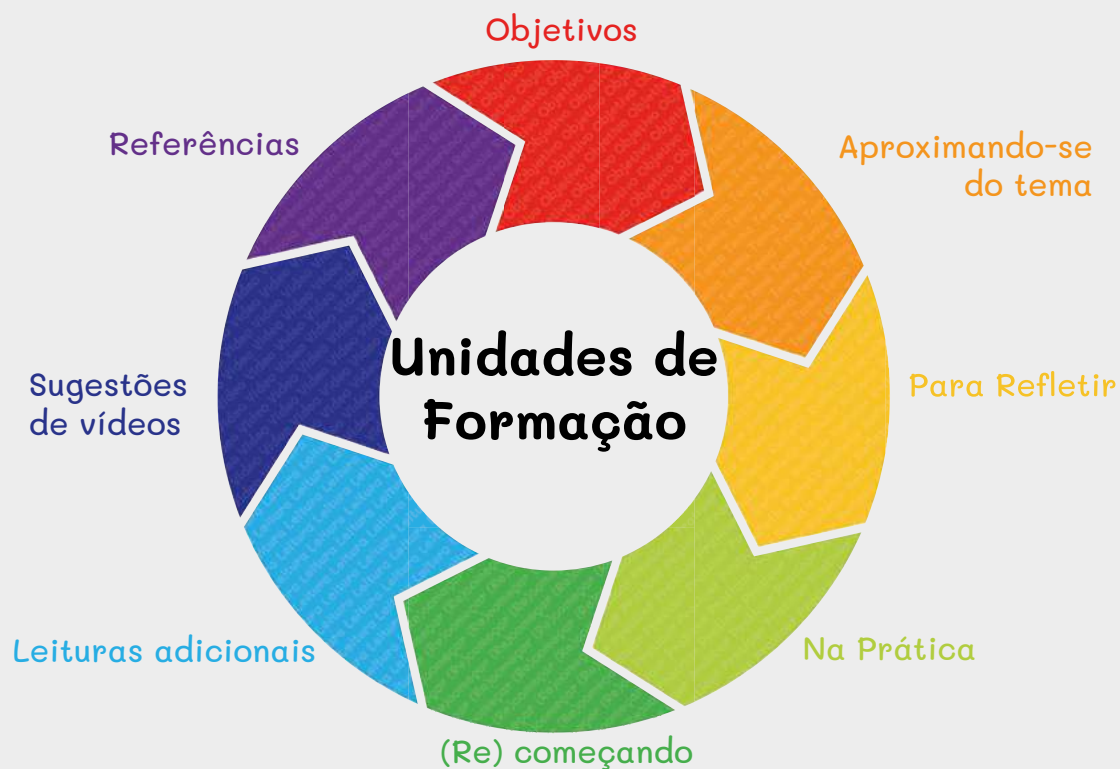 Objetivos
Aproximando-se
do tema
Para Refletir
Na Prática
(Re) começando
Leituras adicionais
Sugestões
de vídeos
Referências
Unidades de
Formação